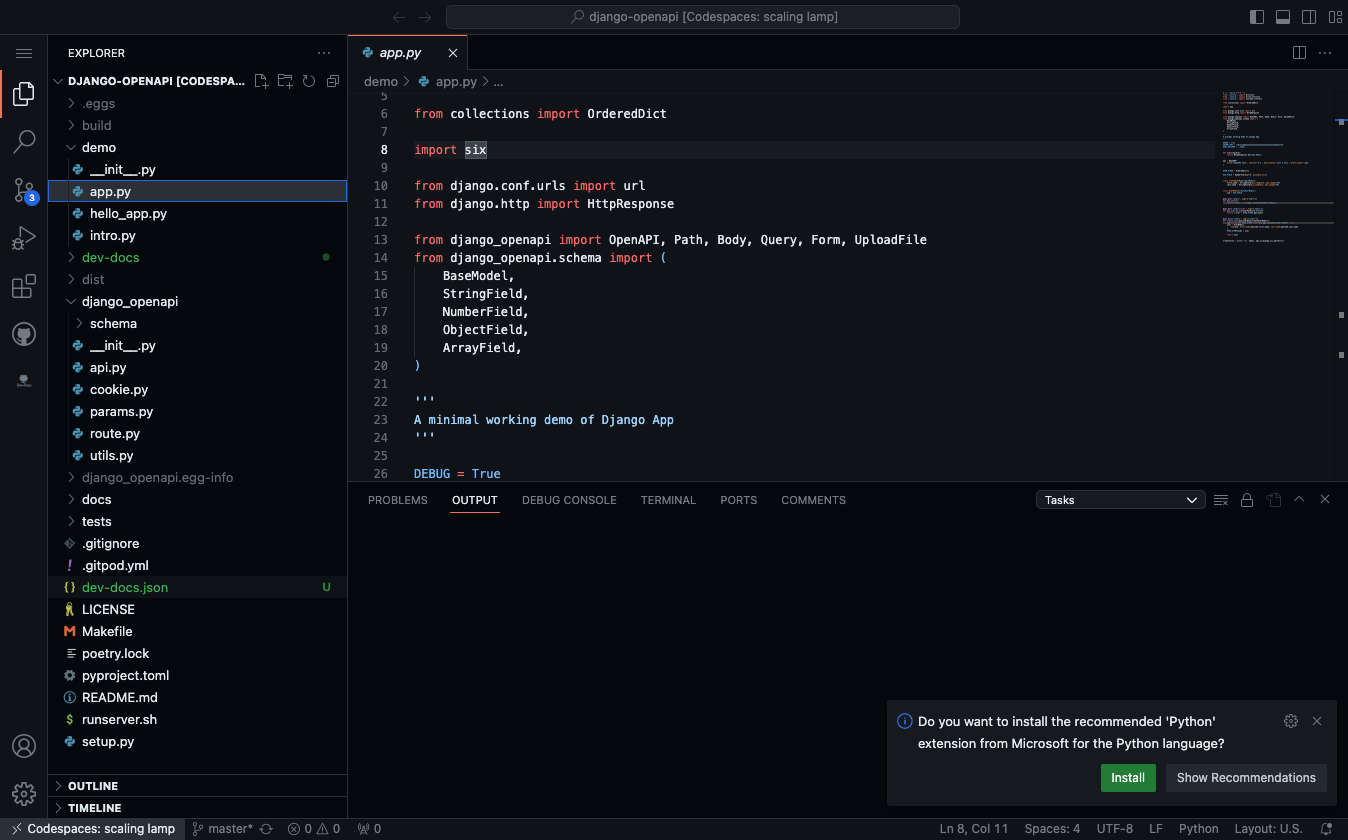 django-openapi [Codespaces: scaling lamp]
EXPLORER
DJANGO-OPENAPI [CODESPA...
.eggs
build
demo
__init__.py
app.py
hello_app.py
intro.py
dev-docs
dist
django_openapi
schema
__init__.py
api.py
cookie.py
params.py
route.py
utils.py
django_openapi.egg-info
docs
tests
.gitignore
! .gitpod.yml
{} dev-docs.json U
LICENSE
M Makefile
poetry.lock
pyproject.toml
README.md
$ runserver.sh
setup.py
OUTLINE
TIMELINE
3
app.py
demo > app.py > ...
5
6 from collections import OrderedDict
7
8 import six
9
10 from django.conf.urls import url
11 from django.http import HttpResponse
12
13 from django_openapi import OpenAPI, Path, Body, Query, Form, UploadFile
14 from django_openapi.schema import (
15 BaseModel,
16 StringField,
17 NumberField,
18 ObjectField,
19 ArrayField,
20 )
21
22 '''
23 A minimal working demo of Django App
24 '''
25
26 DEBUG = True
PROBLEMS OUTPUT DEBUG CONSOLE TERMINAL PORTS COMMENTS
Tasks
Do you want to install the recommended 'Python'
extension from Microsoft for the Python language?
Install Show Recommendations
Codespaces: scaling lamp master* 0 0 0 Ln 8, Col 11 Spaces: 4 UTF-8 LF Python Layout: U.S.